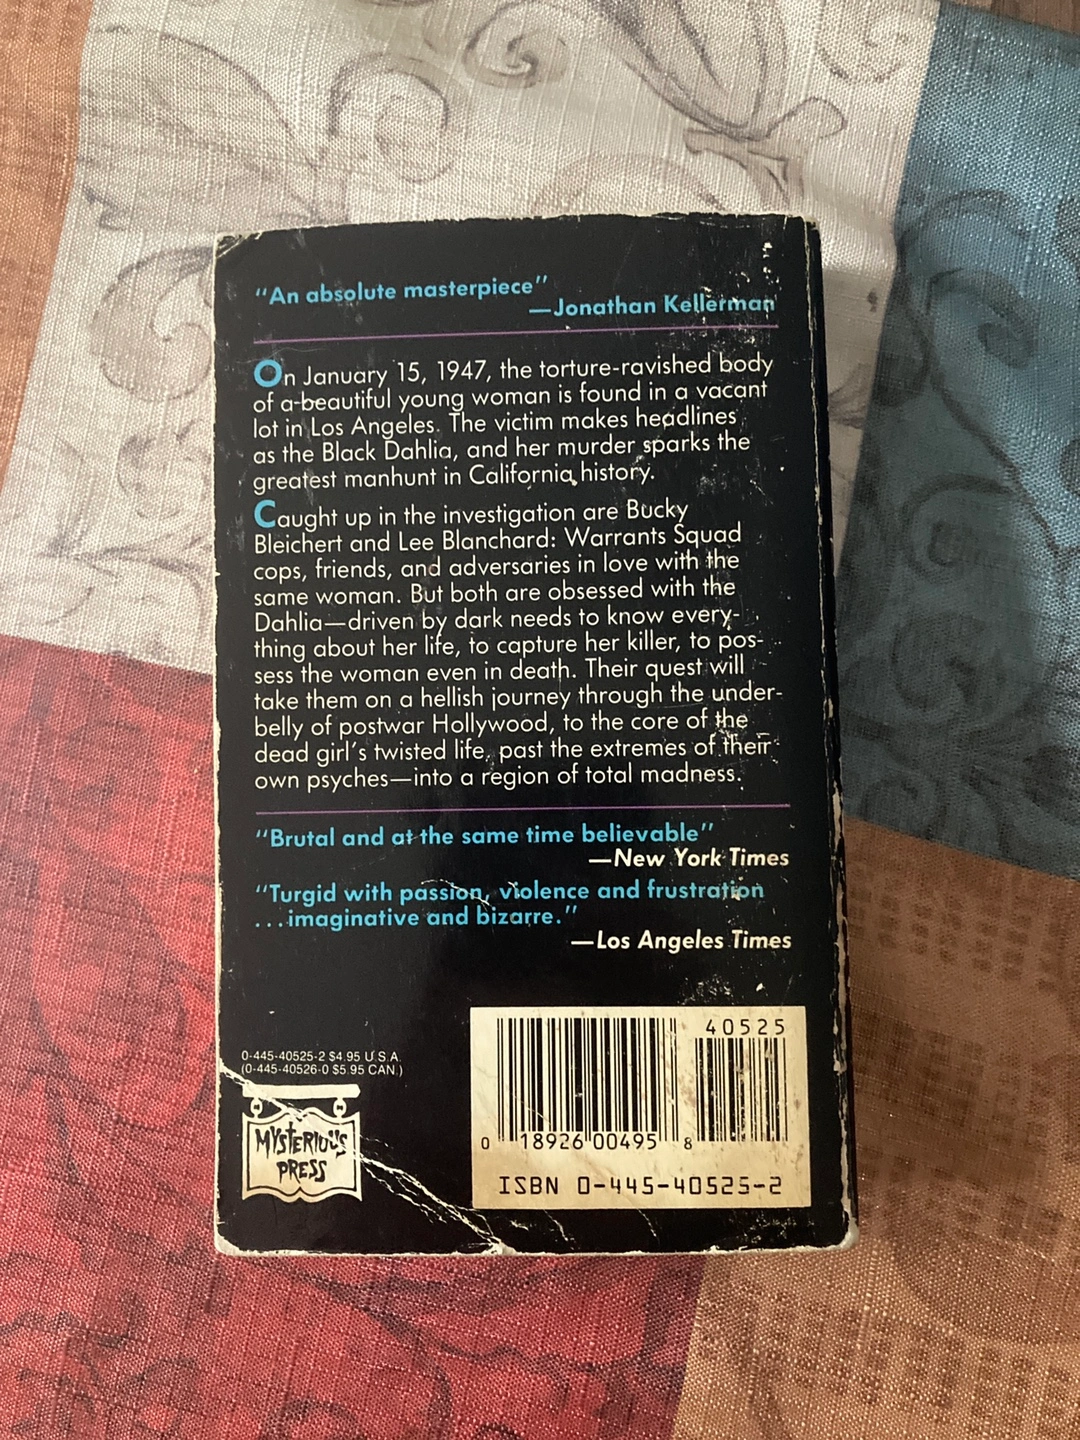 "An absolute masterpiece"
—Jonathan Kellerman
On January 15, 1947, the torture-ravished body
of a beautiful young woman is found in a vacant
lot in Los Angeles. The victim makes headlines
as the Black Dahlia, and her murder sparks the
greatest manhunt in California history.
Caught up in the investigation are Bucky
Bleichert and Lee Blanchard: Warrants Squad
cops, friends, and adversaries in love with the
same woman. But both are obsessed with the
Dahlia—driven by dark needs to know every-
thing about her life, to capture her killer, to pos-
sess the woman even in death. Their quest will
take them on a hellish journey through the under-
belly of postwar Hollywood, to the core of the
dead girl's twisted life, past the extremes of their
own psyches—into a region of total madness.
"Brutal and at the same time believable"
—New York Times
"Turgid with passion, violence and frustration
...imaginative and bizarre."
—Los Angeles Times
0-445-40525-2 $4.95 U.S.A.
(0-445-40526-0 $5.95 CAN.)
MYSTERIOUS
PRESS
40525
0 18926 00495 8
ISBN 0-445-40525-2